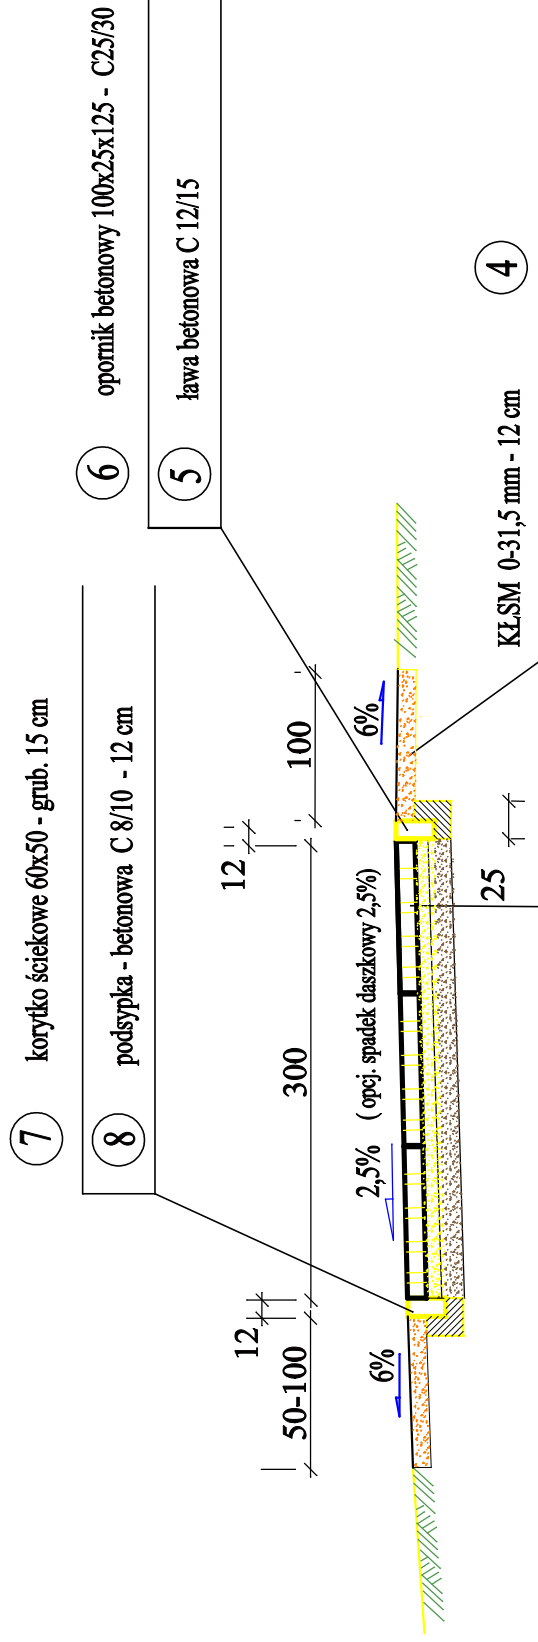 7 korytko ściekowe 60x50 - grub. 15 cm
8 podsypka - betonowa C 8/10 - 12 cm
6 opornik betonowy 100x25x125 - C25/30
5 ława betonowa C 12/15
12
12
50-100
300
100
6%
2,5% ( opcj. spadek daszkowy 2,5%)
6%
25
KŁSM 0-31,5 mm - 12 cm
4